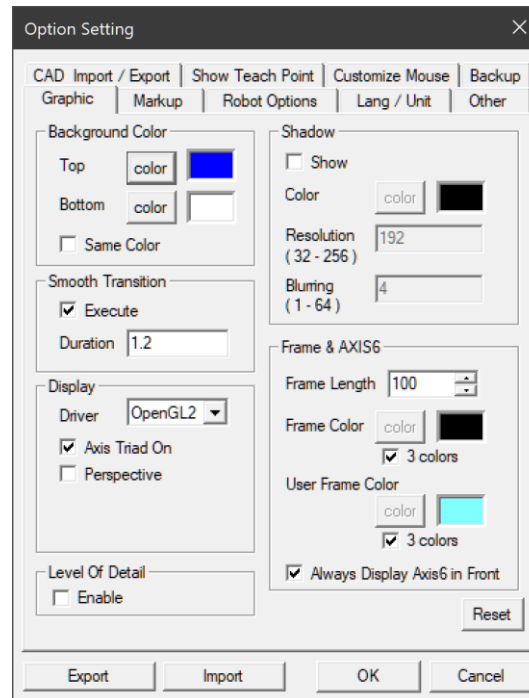 Option Setting
CAD Import / Export
Show Teach Point
Customize Mouse
Backup
Graphic
Markup
Robot Options
Lang / Unit
Other
Background Color
Top
color
Bottom
color
Same Color
Smooth Transition
Execute
Duration
1.2
Display
Driver
OpenGL2
Axis Triad On
Perspective
Level Of Detail
Enable
Shadow
Show
Color
color
Resolution
( 32 - 256 )
192
Blurring
( 1 - 64 )
4
Frame & AXIS6
Frame Length
100
Frame Color
color
3 colors
User Frame Color
color
3 colors
Always Display Axis6 in Front
Reset
Export
Import
OK
Cancel